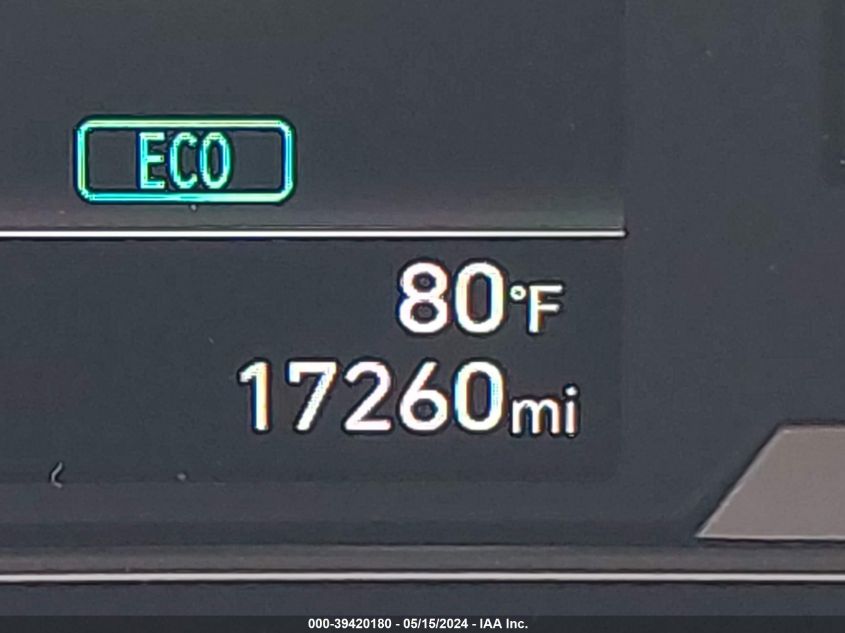 ECO
80°F
17260mi
000-39420180 - 05/15/2024 - IAA Inc.